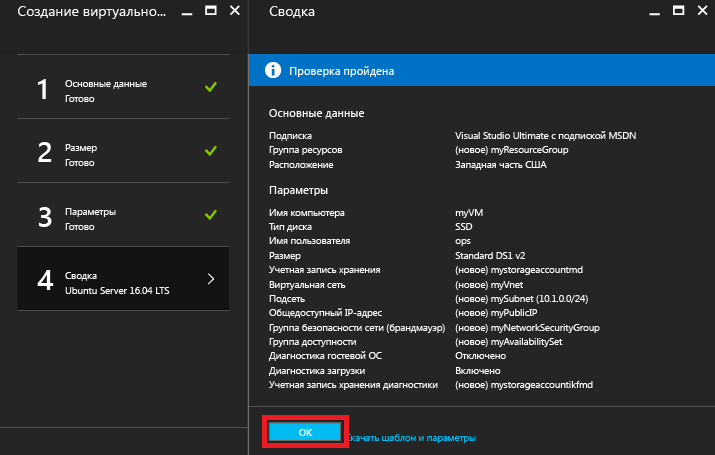 Создание виртуально...
1
Основные данные
Готово
2
Размер
Готово
3
Параметры
Готово
4
Сводка
Ubuntu Server 16.04 LTS
Сводка
Проверка пройдена
Основные данные
Подписка Visual Studio Ultimate с подпиской MSDN
Группа ресурсов (новое) myResourceGroup
Расположение Западная часть США
Параметры
Имя компьютера myVM
Тип диска SSD
Имя пользователя ops
Размер Standard DS1 v2
Учетная запись хранения (новое) mystorageaccountmd
Виртуальная сеть (новое) myVnet
Подсеть (новое) mySubnet (10.1.0.0/24)
Общедоступный IP-адрес (новое) myPublicIP
Группа безопасности сети (брандмауэр) (новое) myNetworkSecurityGroup
Группа доступности (новое) myAvailabilitySet
Диагностика гостевой ОС Отключено
Диагностика загрузки Включено
Учетная запись хранения диагностики (новое) mystorageaccountikfmd
ОК
Скачать шаблон и параметры